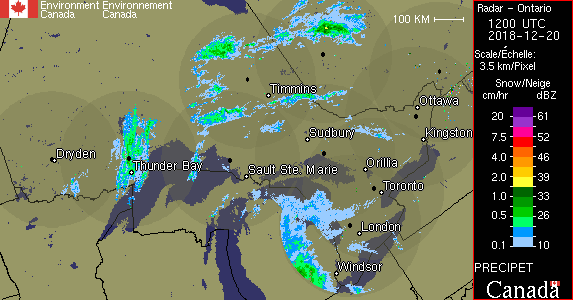 Environment Environnement
Canada Canada
100 KM
Timmins
Ottawa
Sudbury
Kingston
Dryden
Thunder Bay
Sault Ste. Marie
Orillia
Toronto
London
Windsor
Radar - Ontario
1200 UTC
2018-12-20
Scale/Échelle:
3.5 km/Pixel
Snow/Neige
cm/hr dBZ
20 61
7.5 52
4.0 46
2.0 39
1.0 33
0.5 26
0.1 10
PRECIPET
Canada